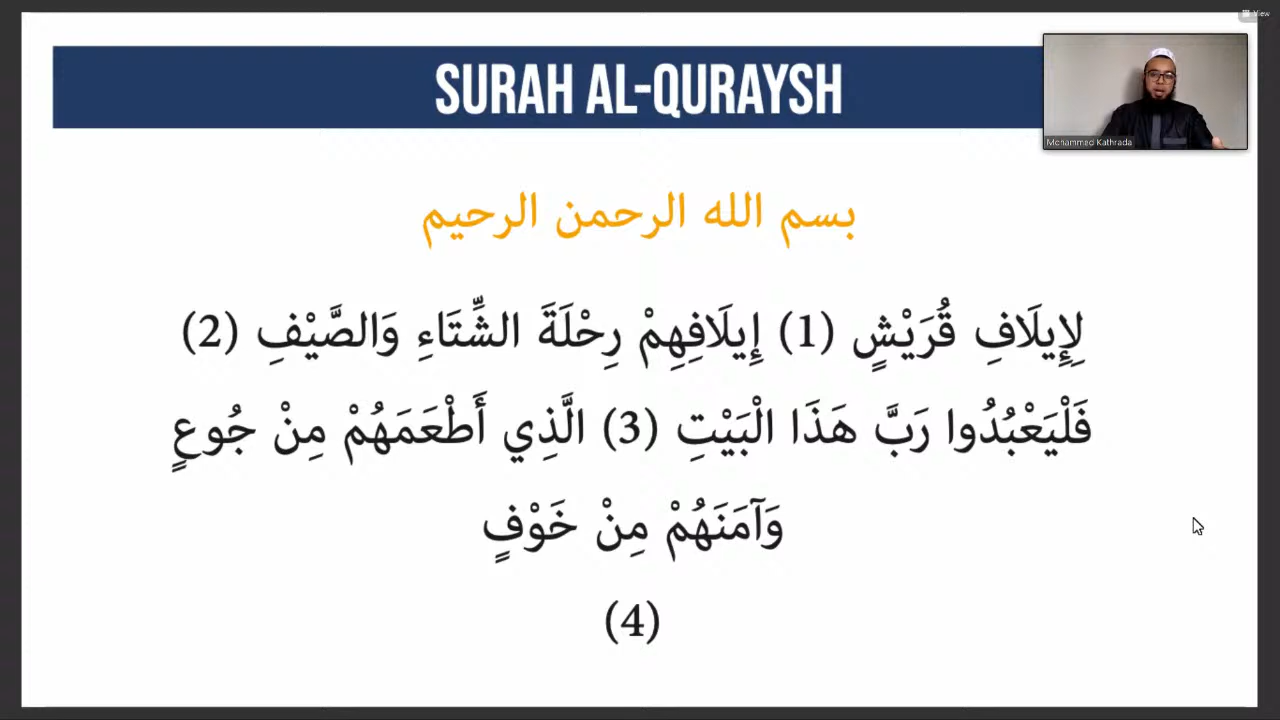 View
SURAH AL-QURAYSH
Mohammed Kathrada
بسم الله الرحمن الرحيم
لِإِيلَافِ قُرَيْشٍ (1) إِيلَافِهِمْ رِحْلَةَ الشِّتَاءِ وَالصَّيْفِ (2)
فَلْيَعْبُدُوا رَبَّ هَذَا الْبَيْتِ (3) الَّذِي أَطْعَمَهُمْ مِنْ جُوعٍ
وَآمَنَهُمْ مِنْ خَوْفٍ
(4)